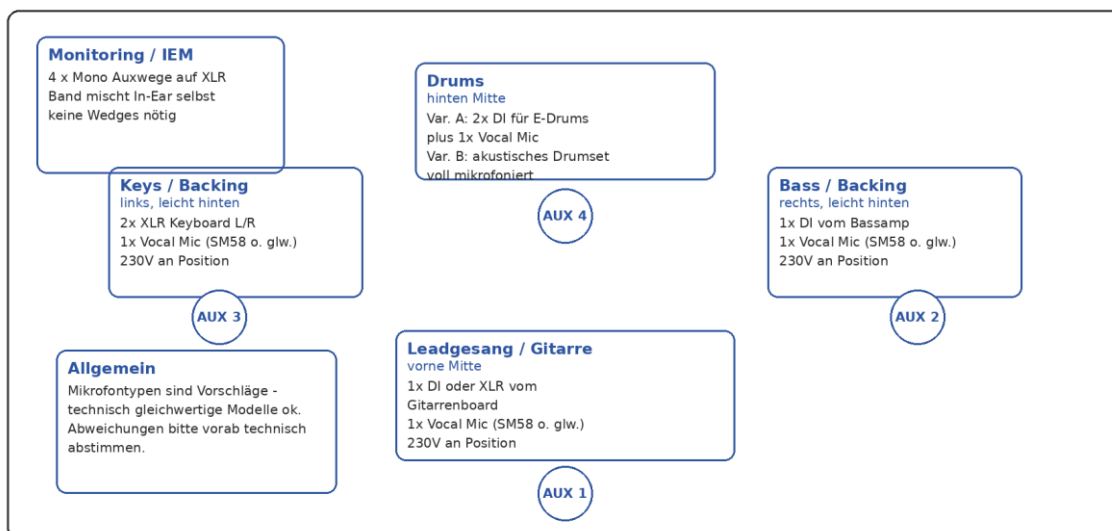 Monitoring / IEM
4 x Mono Auxwege auf XLR
Band mischt In-Ear selbst
keine Wedges nötig
Drums
hinten Mitte
Var. A: 2x DI für E-Drums
plus 1x Vocal Mic
Var. B: akustisches Drumset
voll mikrofoniert
AUX 4
Keys / Backing
links, leicht hinten
2x XLR Keyboard L/R
1x Vocal Mic (SM58 o. glw.)
230V an Position
AUX 3
Bass / Backing
rechts, leicht hinten
1x DI vom Bassamp
1x Vocal Mic (SM58 o. glw.)
230V an Position
AUX 2
Allgemein
Mikrofontypen sind Vorschläge -
technisch gleichwertige Modelle ok.
Abweichungen bitte vorab technisch
abstimmen.
Leadgesang / Gitarre
vorne Mitte
1x DI oder XLR vom
Gitarrenboard
1x Vocal Mic (SM58 o. glw.)
230V an Position
AUX 1